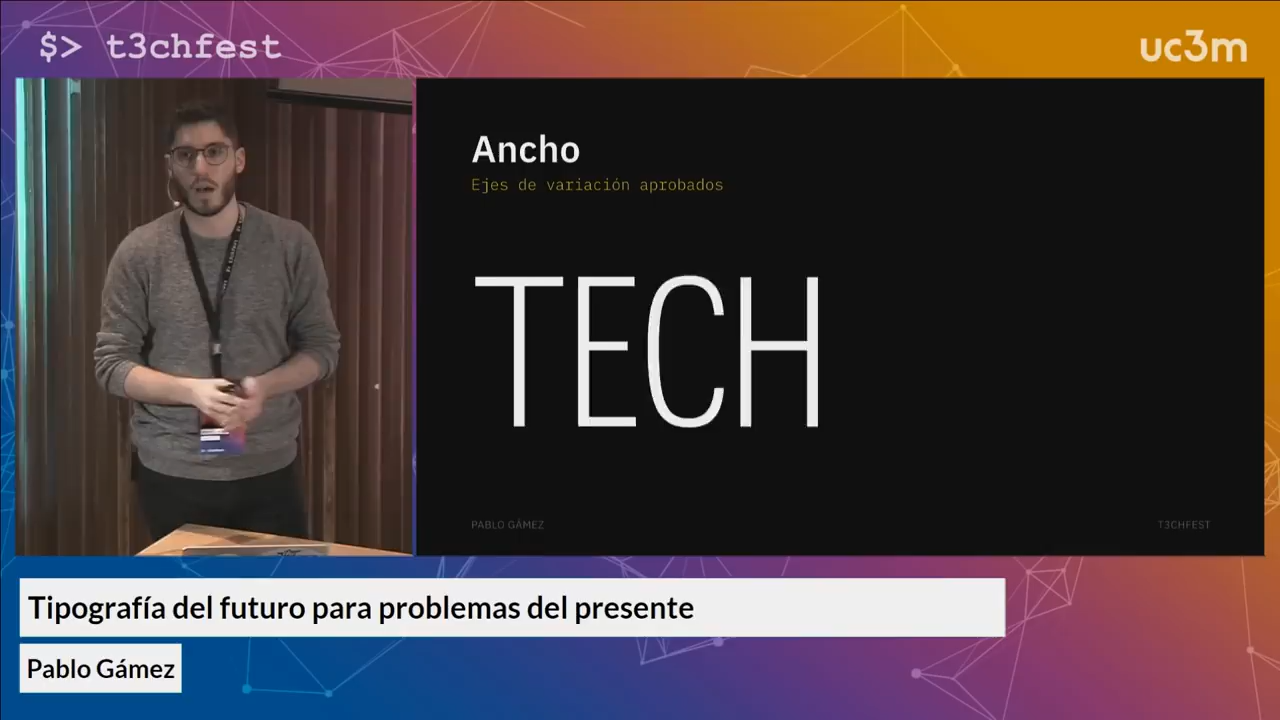 $> t3chfest
uc3m
Ancho
Ejes de variación aprobados
TECH
PABLO GÁMEZ
T3CHFEST
Tipografía del futuro para problemas del presente
Pablo Gámez